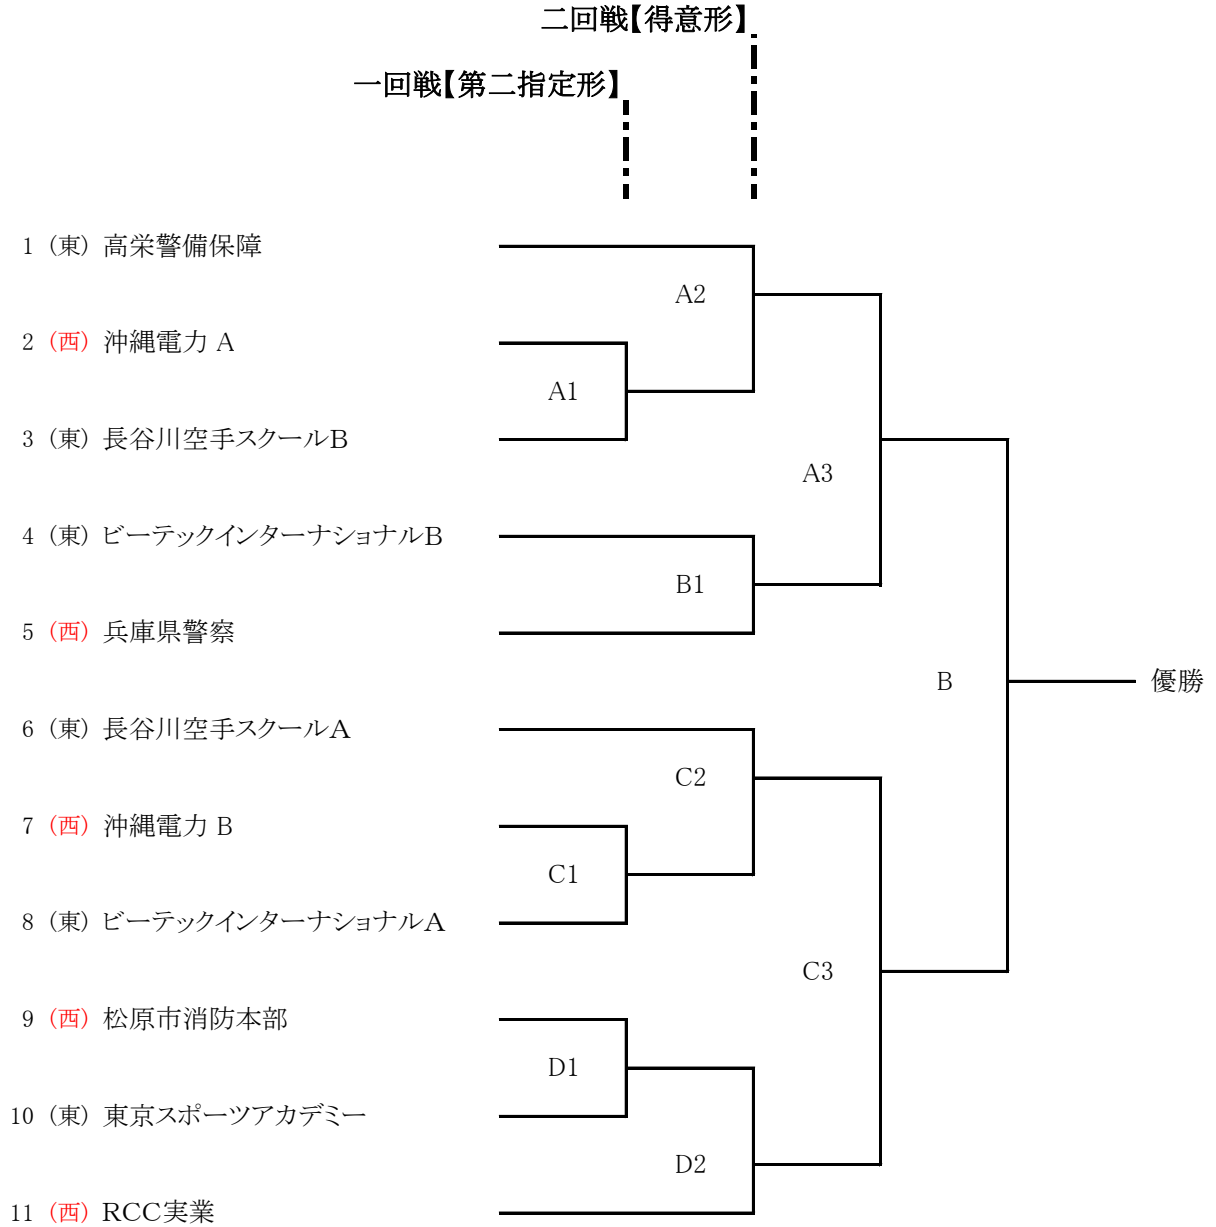 二回戦【得意形】
一回戦【第二指定形】
1 (東) 高栄警備保障
A2
2 (西) 沖縄電力 A
A1
3 (東) 長谷川空手スクールB
A3
4 (東) ビーテックインターナショナルB
B1
5 (西) 兵庫県警察
B 優勝
6 (東) 長谷川空手スクールA
C2
7 (西) 沖縄電力 B
C1
8 (東) ビーテックインターナショナルA
C3
9 (西) 松原市消防本部
D1
10 (東) 東京スポーツアカデミー
D2
11 (西) RCC実業